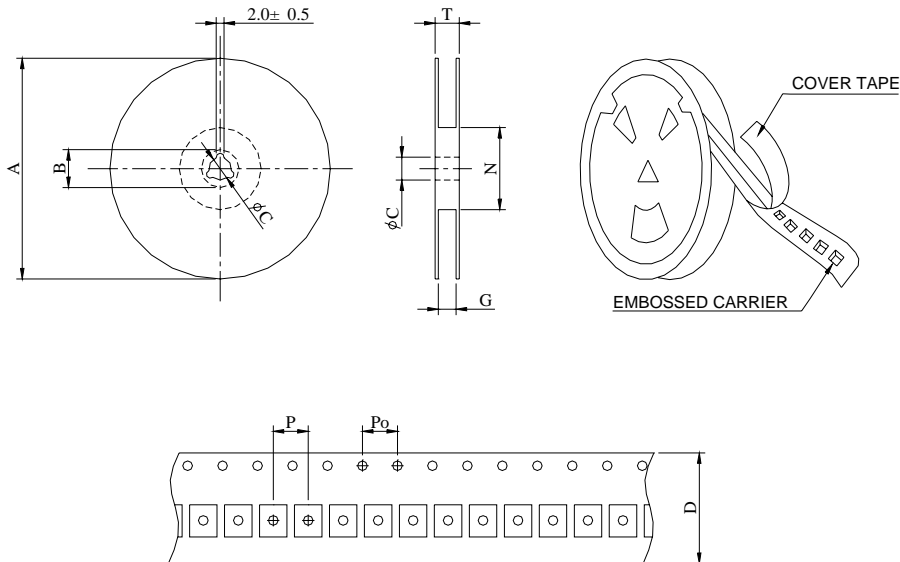 2.0± 0.5
T
A
B
ϕC
ϕC
N
G
COVER TAPE
EMBOSSED CARRIER
P
Po
D